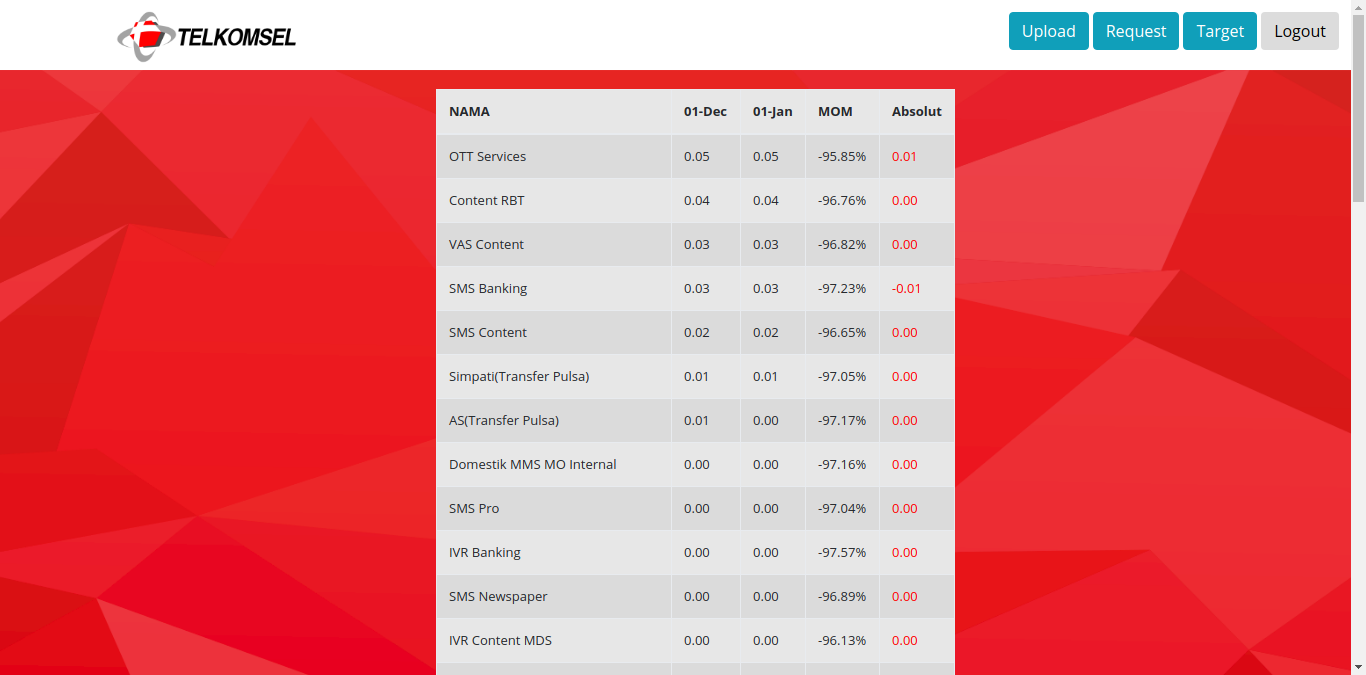 TELKOMSEL
Upload Request Target Logout
NAMA 01-Dec 01-Jan MOM Absolut
OTT Services 0.05 0.05 -95.85% 0.01
Content RBT 0.04 0.04 -96.76% 0.00
VAS Content 0.03 0.03 -96.82% 0.00
SMS Banking 0.03 0.03 -97.23% -0.01
SMS Content 0.02 0.02 -96.65% 0.00
Simpati(Transfer Pulsa) 0.01 0.01 -97.05% 0.00
AS(Transfer Pulsa) 0.01 0.00 -97.17% 0.00
Domestik MMS MO Internal 0.00 0.00 -97.16% 0.00
SMS Pro 0.00 0.00 -97.04% 0.00
IVR Banking 0.00 0.00 -97.57% 0.00
SMS Newspaper 0.00 0.00 -96.89% 0.00
IVR Content MDS 0.00 0.00 -96.13% 0.00